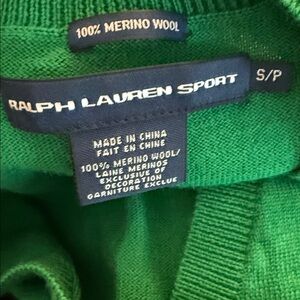 100% MERINO WOOL
RALPH LAUREN SPORT
S/P
MADE IN CHINA
FAIT EN CHINE
100% MERINO WOOL/
LAINE MERINOS
EXCLUSIVE OF
DECORATION
GARNITURE EXCLUE